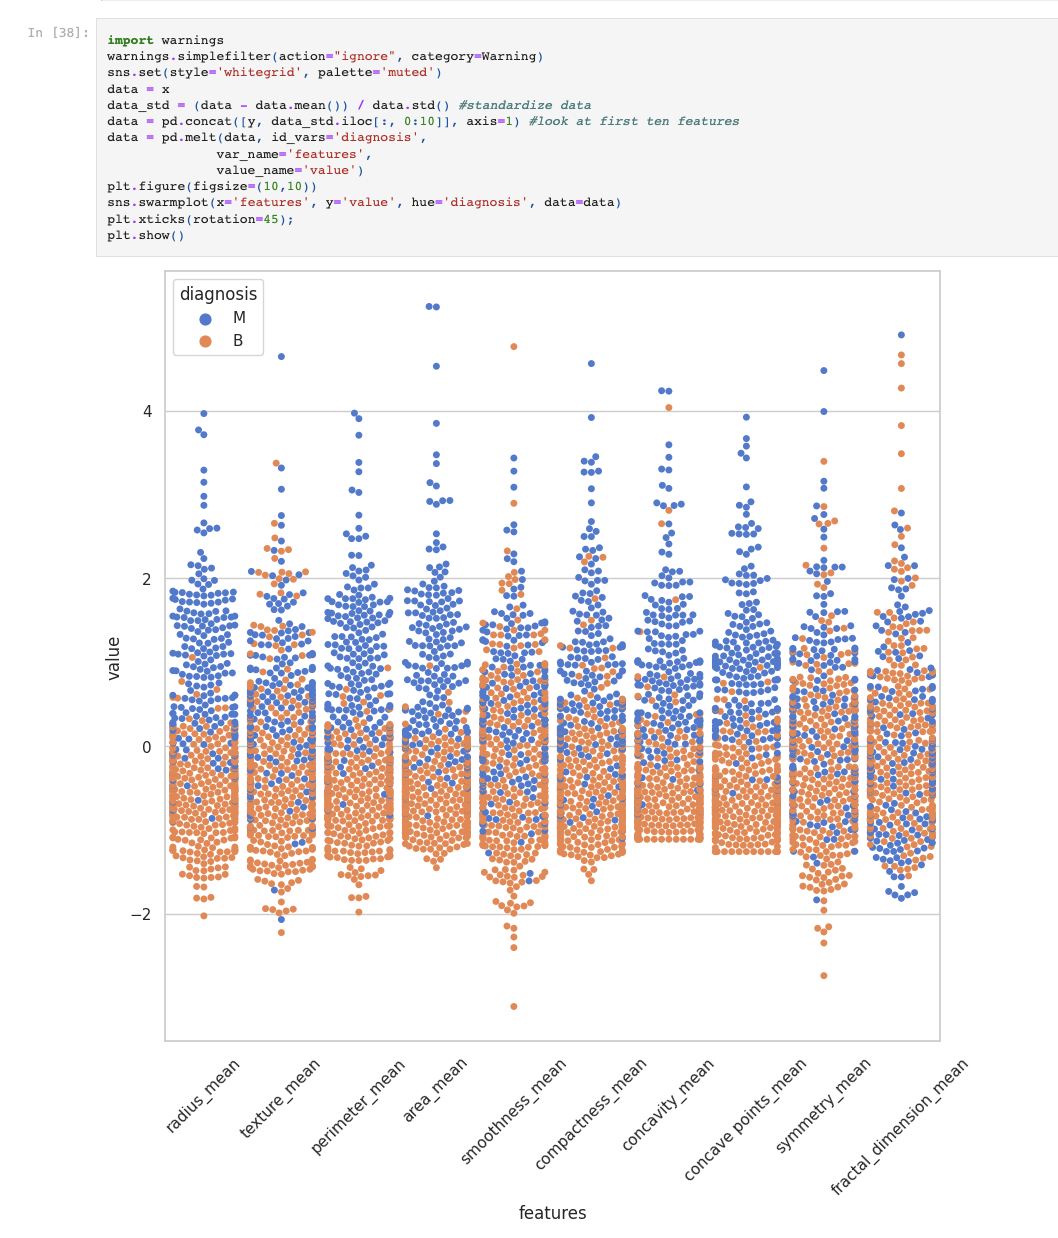 In [38]:
import warnings
warnings.simplefilter(action="ignore", category=Warning)
sns.set(style='whitegrid', palette='muted')
data = x
data_std = (data - data.mean()) / data.std() #standardize data
data = pd.concat([y, data_std.iloc[:, 0:10]], axis=1) #look at first ten features
data = pd.melt(data, id_vars='diagnosis',
var_name='features',
value_name='value')
plt.figure(figsize=(10,10))
sns.swarmplot(x='features', y='value', hue='diagnosis', data=data)
plt.xticks(rotation=45);
plt.show()
diagnosis
M
B
4
2
0
−2
value
radius_mean
texture_mean
perimeter_mean
area_mean
smoothness_mean
compactness_mean
concavity_mean
concave points_mean
symmetry_mean
fractal_dimension_mean
features